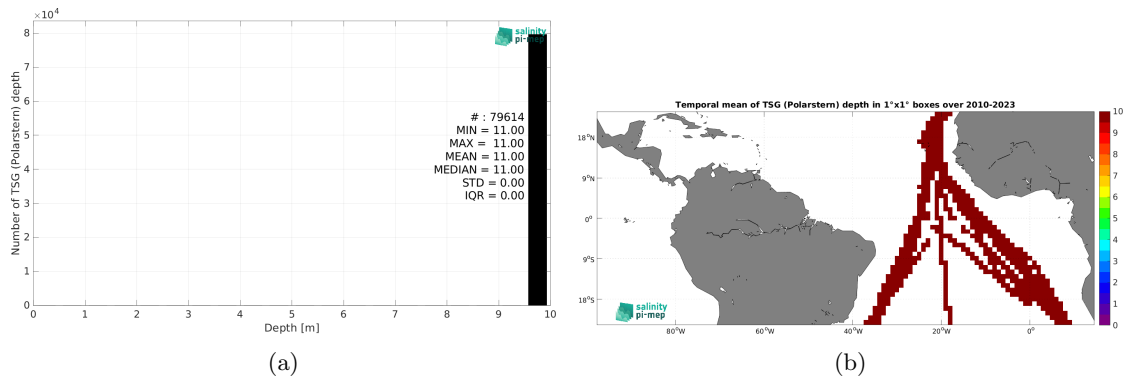 ×10⁴
8
7
6
5
4
3
2
1
0
Number of TSG (Polarstern) depth
salinity
pi-mep
# : 79614
MIN = 11.00
MAX = 11.00
MEAN = 11.00
MEDIAN = 11.00
STD = 0.00
IQR = 0.00
0 1 2 3 4 5 6 7 8 9 10
Depth [m]
(a)
Temporal mean of TSG (Polarstern) depth in 1°x1° boxes over 2010-2023
18°N
9°N
0°
9°S
18°S
80°W 60°W 40°W 20°W 0°
salinity
pi-mep
10
9
8
7
6
5
4
3
2
1
0
(b)